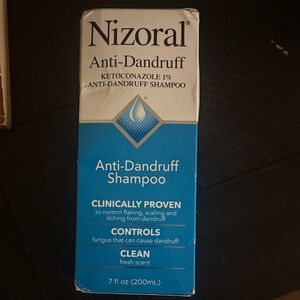 Nizoral®
Anti-Dandruff
KETOCONAZOLE 1%
ANTI-DANDRUFF SHAMPOO
Anti-Dandruff
Shampoo
CLINICALLY PROVEN
to control flaking, scaling and
itching from dandruff
CONTROLS
fungus that can cause dandruff
CLEAN
fresh scent
7 fl oz (200mL)